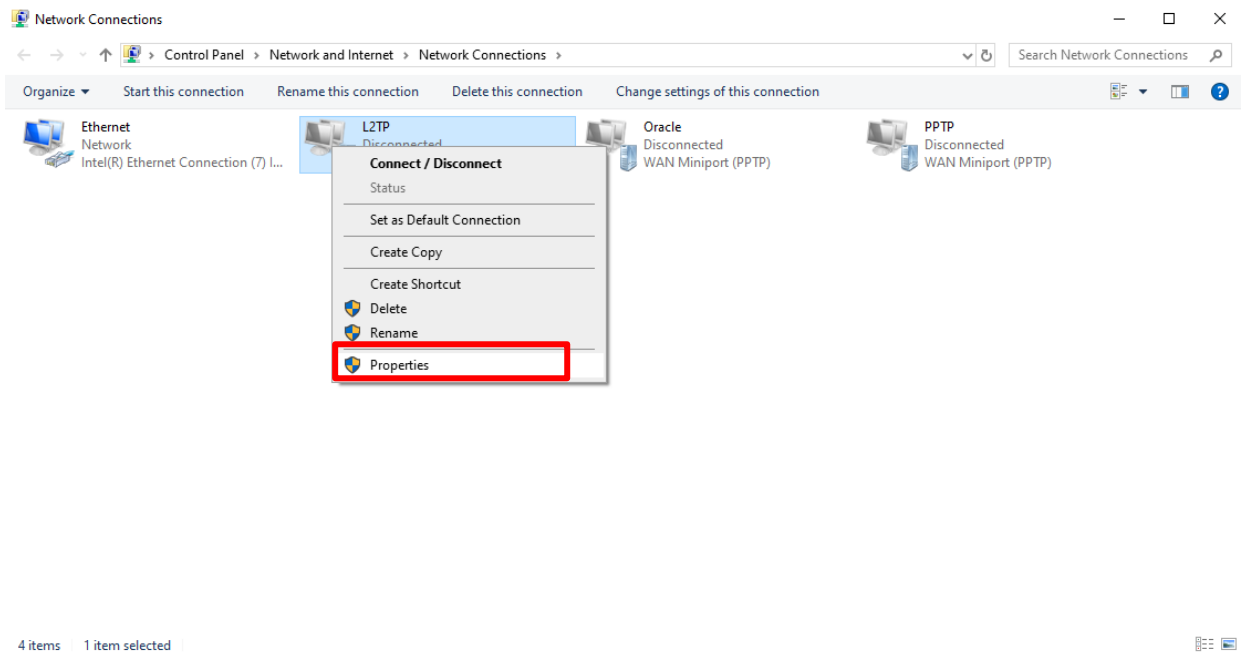 Network Connections
Control Panel > Network and Internet > Network Connections >
Search Network Connections
Organize Start this connection Rename this connection Delete this connection Change settings of this connection
Ethernet
Network
Intel(R) Ethernet Connection (7) I...
L2TP
Disconnected
Oracle
Disconnected
WAN Miniport (PPTP)
PPTP
Disconnected
WAN Miniport (PPTP)
Connect / Disconnect
Status
Set as Default Connection
Create Copy
Create Shortcut
Delete
Rename
Properties
4 items 1 item selected